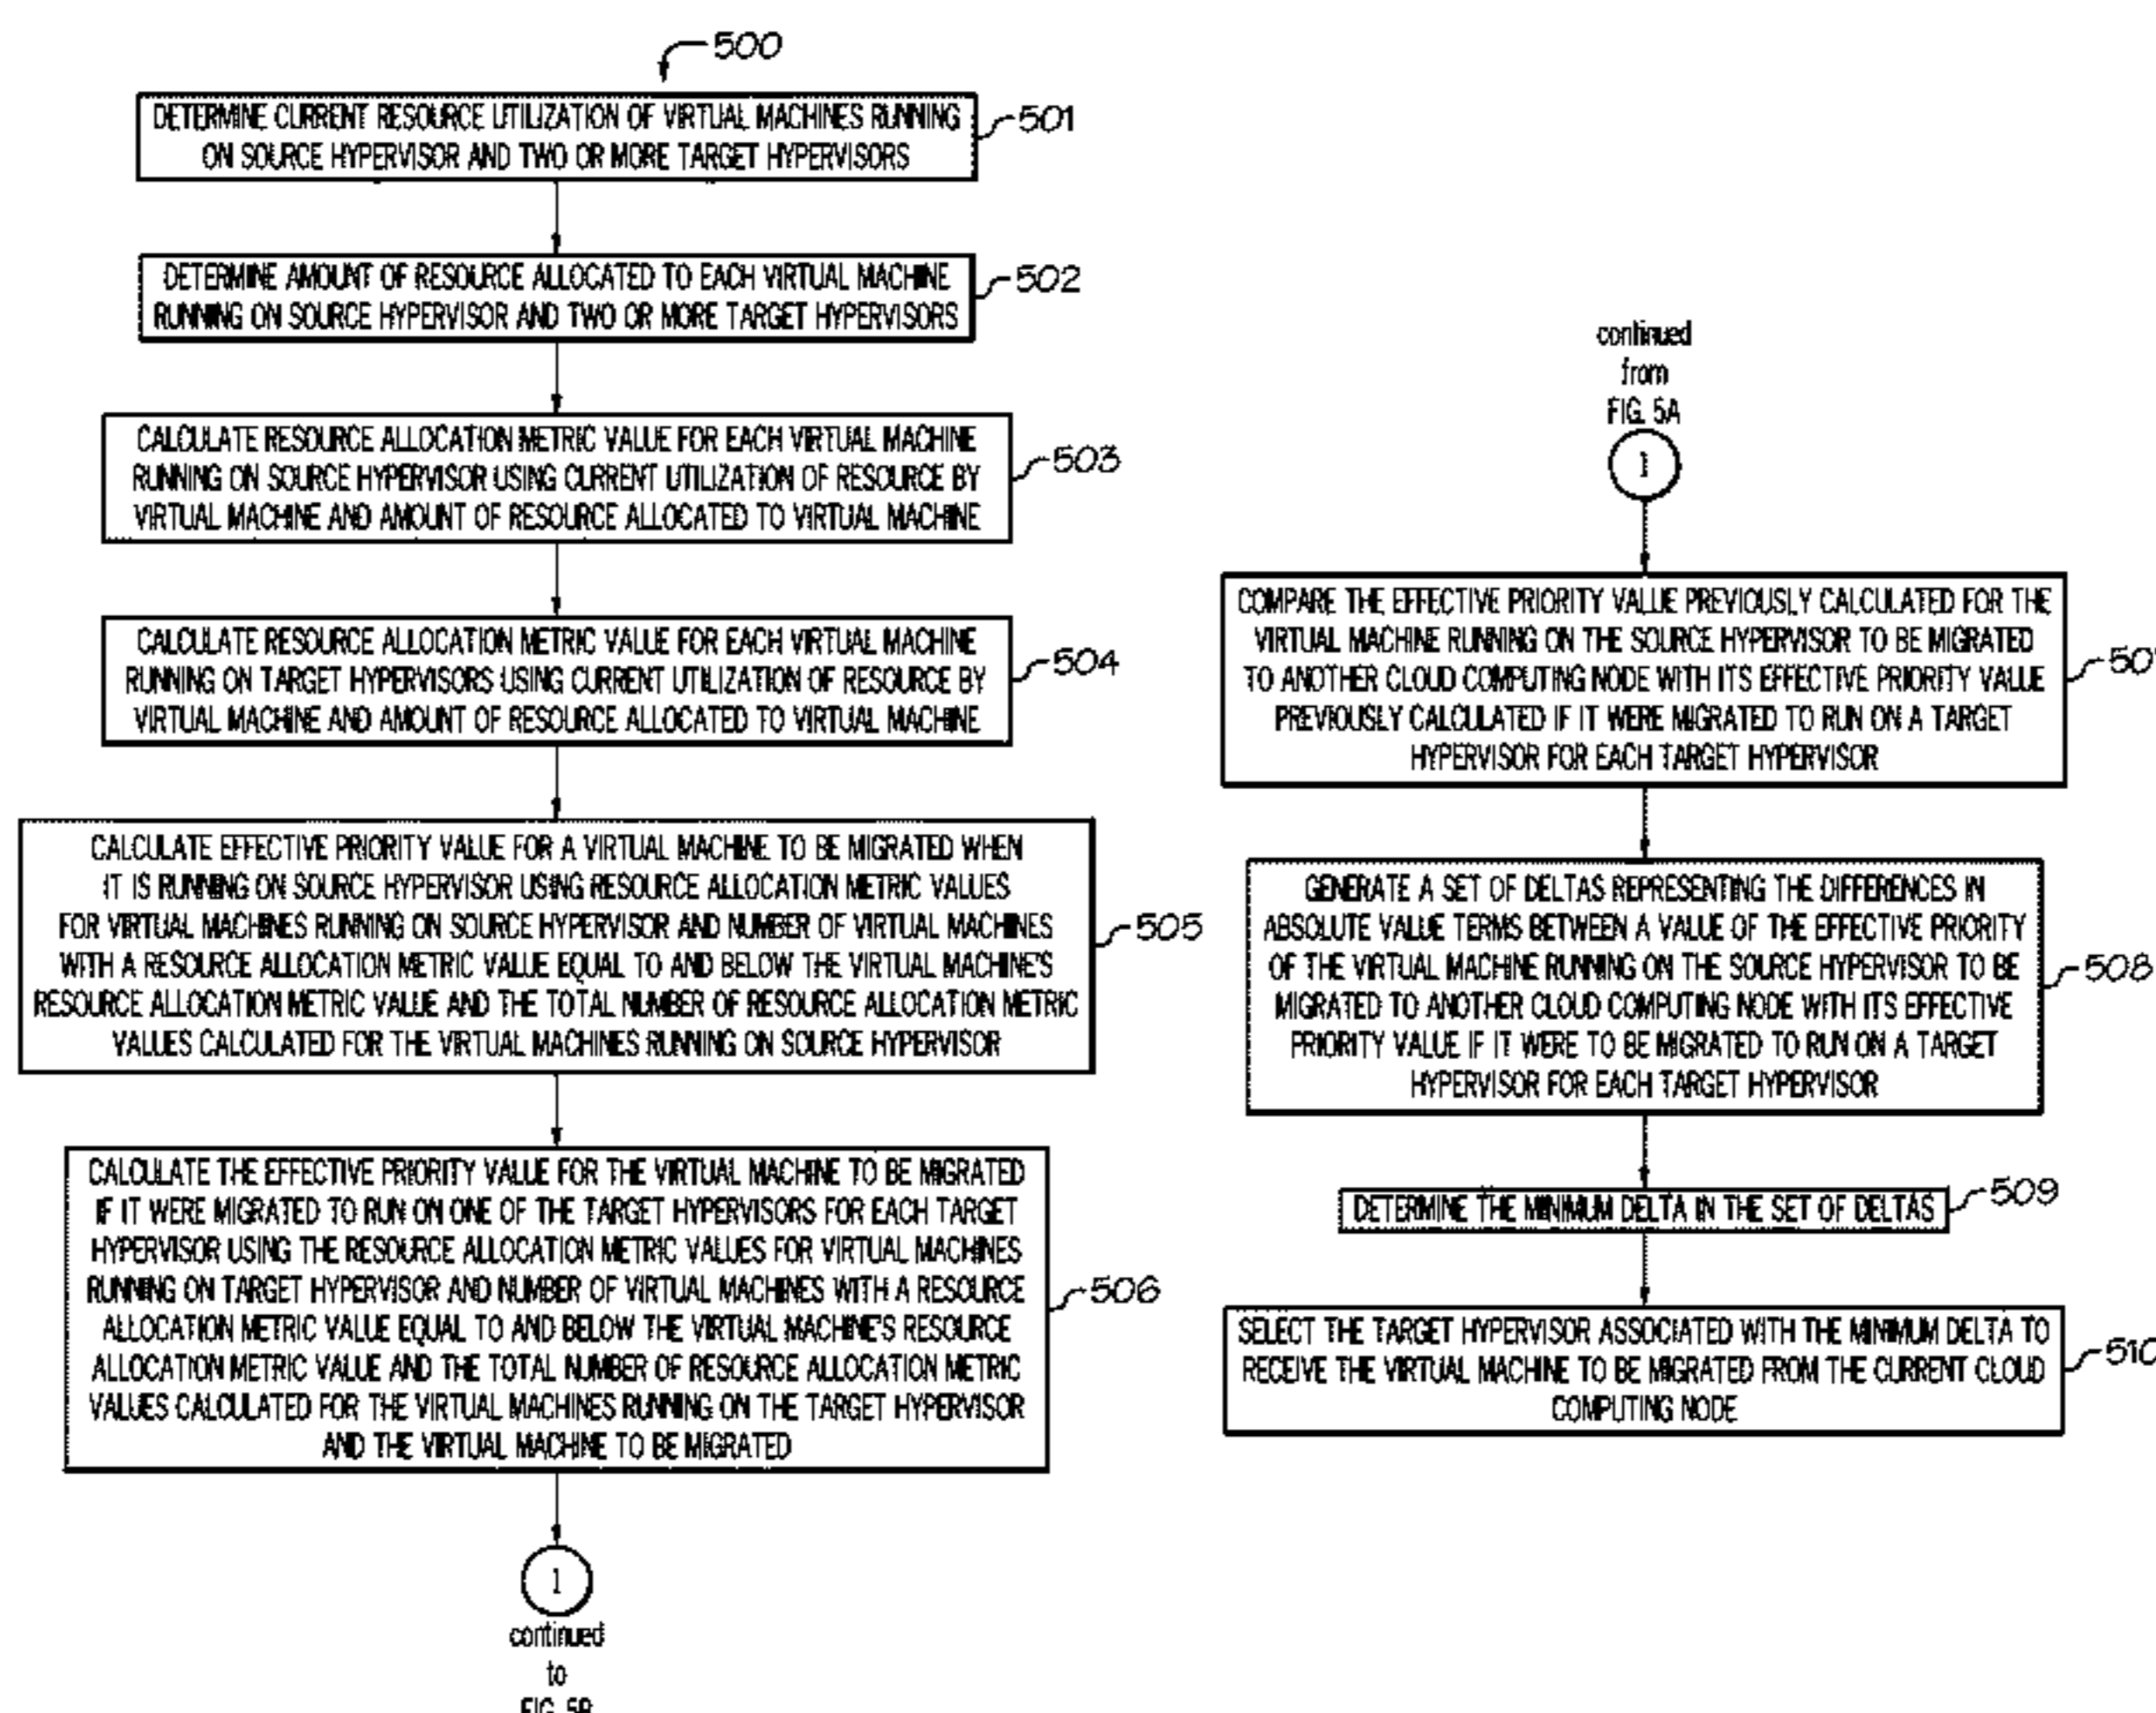 500
DETERMINE CURRENT RESOURCE UTILIZATION OF VIRTUAL MACHINES RUNNING
ON SOURCE HYPERVISOR AND TWO OR MORE TARGET HYPERVISORS
501
DETERMINE AMOUNT OF RESOURCE ALLOCATED TO EACH VIRTUAL MACHINE
RUNNING ON SOURCE HYPERVISOR AND TWO OR MORE TARGET HYPERVISORS
502
CALCULATE RESOURCE ALLOCATION METRIC VALUE FOR EACH VIRTUAL MACHINE
RUNNING ON SOURCE HYPERVISOR USING CURRENT UTILIZATION OF RESOURCE BY
VIRTUAL MACHINE AND AMOUNT OF RESOURCE ALLOCATED TO VIRTUAL MACHINE
503
CALCULATE RESOURCE ALLOCATION METRIC VALUE FOR EACH VIRTUAL MACHINE
RUNNING ON TARGET HYPERVISORS USING CURRENT UTILIZATION OF RESOURCE BY
VIRTUAL MACHINE AND AMOUNT OF RESOURCE ALLOCATED TO VIRTUAL MACHINE
504
CALCULATE EFFECTIVE PRIORITY VALUE FOR A VIRTUAL MACHINE TO BE MIGRATED WHEN
IT IS RUNNING ON SOURCE HYPERVISOR USING RESOURCE ALLOCATION METRIC VALUES
FOR VIRTUAL MACHINES RUNNING ON SOURCE HYPERVISOR AND NUMBER OF VIRTUAL MACHINES
WITH A RESOURCE ALLOCATION METRIC VALUE EQUAL TO AND BELOW THE VIRTUAL MACHINE'S
RESOURCE ALLOCATION METRIC VALUE AND THE TOTAL NUMBER OF RESOURCE ALLOCATION METRIC
VALUES CALCULATED FOR THE VIRTUAL MACHINES RUNNING ON SOURCE HYPERVISOR
505
CALCULATE THE EFFECTIVE PRIORITY VALUE FOR THE VIRTUAL MACHINE TO BE MIGRATED
IF IT WERE MIGRATED TO RUN ON ONE OF THE TARGET HYPERVISORS FOR EACH TARGET
HYPERVISOR USING THE RESOURCE ALLOCATION METRIC VALUES FOR VIRTUAL MACHINES
RUNNING ON TARGET HYPERVISOR AND NUMBER OF VIRTUAL MACHINES WITH A RESOURCE
ALLOCATION METRIC VALUE EQUAL TO AND BELOW THE VIRTUAL MACHINE'S RESOURCE
ALLOCATION METRIC VALUE AND THE TOTAL NUMBER OF RESOURCE ALLOCATION METRIC
VALUES CALCULATED FOR THE VIRTUAL MACHINES RUNNING ON THE TARGET HYPERVISOR
AND THE VIRTUAL MACHINE TO BE MIGRATED
506
1
continued
to
FIG. 5B
continued
from
FIG. 5A
1
COMPARE THE EFFECTIVE PRIORITY VALUE PREVIOUSLY CALCULATED FOR THE
VIRTUAL MACHINE RUNNING ON THE SOURCE HYPERVISOR TO BE MIGRATED
TO ANOTHER CLOUD COMPUTING NODE WITH ITS EFFECTIVE PRIORITY VALUE
PREVIOUSLY CALCULATED IF IT WERE MIGRATED TO RUN ON A TARGET
HYPERVISOR FOR EACH TARGET HYPERVISOR
GENERATE A SET OF DELTAS REPRESENTING THE DIFFERENCES IN
ABSOLUTE VALUE TERMS BETWEEN A VALUE OF THE EFFECTIVE PRIORITY
OF THE VIRTUAL MACHINE RUNNING ON THE SOURCE HYPERVISOR TO BE
MIGRATED TO ANOTHER CLOUD COMPUTING NODE WITH ITS EFFECTIVE
PRIORITY VALUE IF IT WERE TO BE MIGRATED TO RUN ON A TARGET
HYPERVISOR FOR EACH TARGET HYPERVISOR
508
DETERMINE THE MINIMUM DELTA IN THE SET OF DELTAS
509
SELECT THE TARGET HYPERVISOR ASSOCIATED WITH THE MINIMUM DELTA TO
RECEIVE THE VIRTUAL MACHINE TO BE MIGRATED FROM THE CURRENT CLOUD
COMPUTING NODE
510